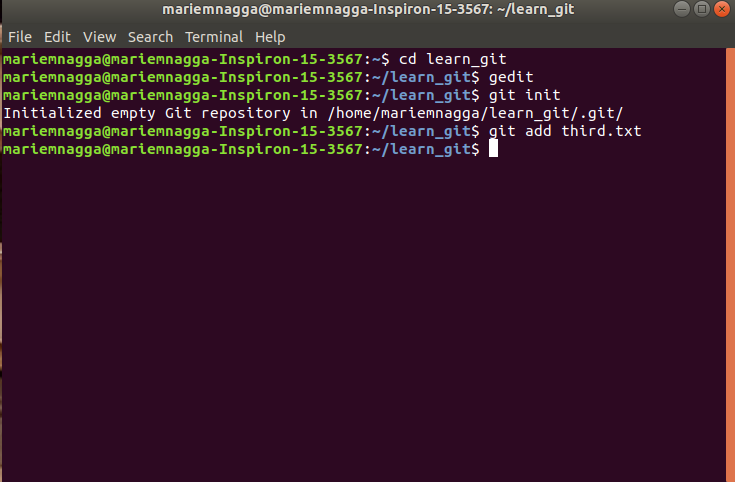 mariemnagga@mariemnagga-Inspiron-15-3567: ~/learn_git
File Edit View Search Terminal Help
mariemnagga@mariemnagga-Inspiron-15-3567:~$ cd learn_git
mariemnagga@mariemnagga-Inspiron-15-3567:~/learn_git$ gedit
mariemnagga@mariemnagga-Inspiron-15-3567:~/learn_git$ git init
Initialized empty Git repository in /home/mariemnagga/learn_git/.git/
mariemnagga@mariemnagga-Inspiron-15-3567:~/learn_git$ git add third.txt
mariemnagga@mariemnagga-Inspiron-15-3567:~/learn_git$